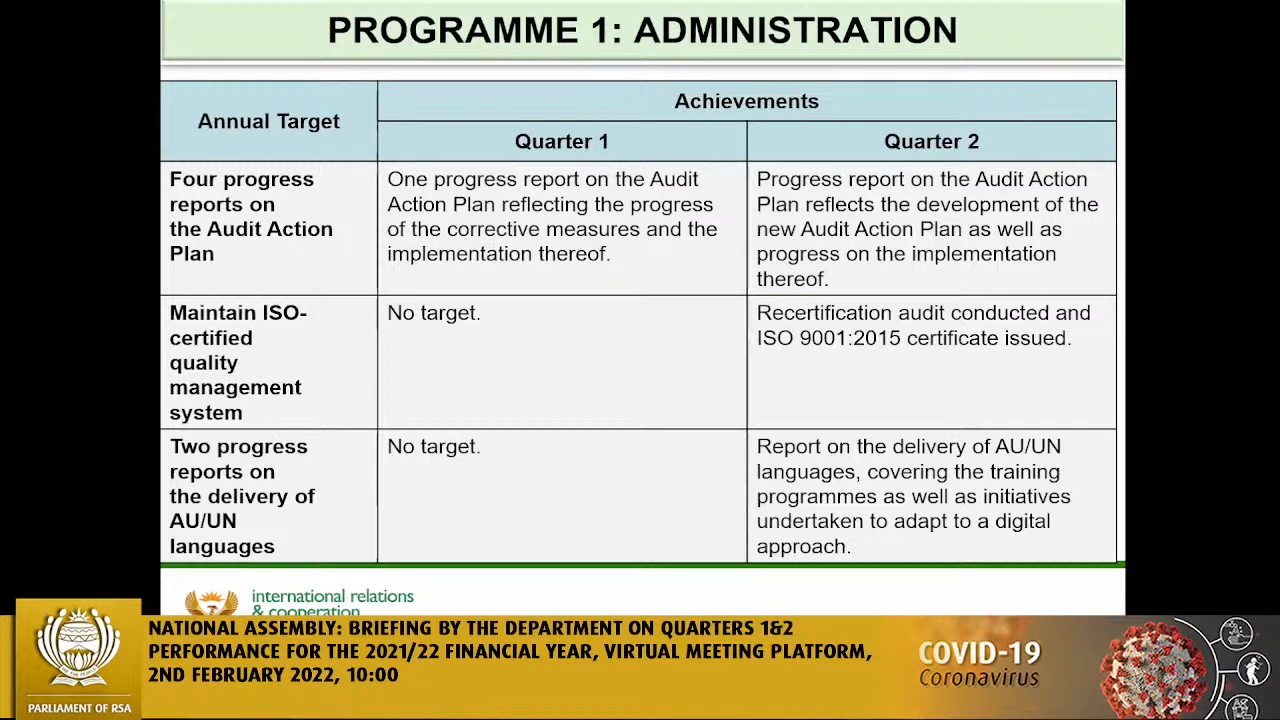 PROGRAMME 1: ADMINISTRATION
Annual Target
Achievements
Quarter 1
Quarter 2
Four progress
reports on
the Audit Action
Plan
One progress report on the Audit
Action Plan reflecting the progress
of the corrective measures and the
implementation thereof.
Progress report on the Audit Action
Plan reflects the development of the
new Audit Action Plan as well as
progress on the implementation
thereof.
Maintain ISO-
certified
quality
management
system
No target.
Recertification audit conducted and
ISO 9001:2015 certificate issued.
Two progress
reports on
the delivery of
AU/UN
languages
No target.
Report on the delivery of AU/UN
languages, covering the training
programmes as well as initiatives
undertaken to adapt to a digital
approach.
international relations
& cooperation
NATIONAL ASSEMBLY: BRIEFING BY THE DEPARTMENT ON QUARTERS 1&2
PERFORMANCE FOR THE 2021/22 FINANCIAL YEAR, VIRTUAL MEETING PLATFORM,
2ND FEBRUARY 2022, 10:00
PARLIAMENT OF RSA
COVID-19
Coronavirus